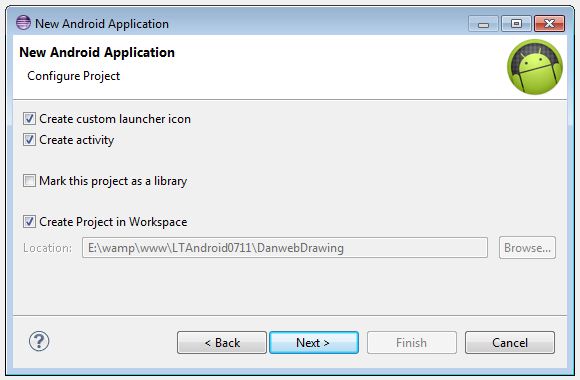 New Android Application
New Android Application
Configure Project
Create custom launcher icon
Create activity
Mark this project as a library
Create Project in Workspace
Location: E:\wamp\www\LTAndroid0711\DanwebDrawing Browse...
? < Back Next > Finish Cancel